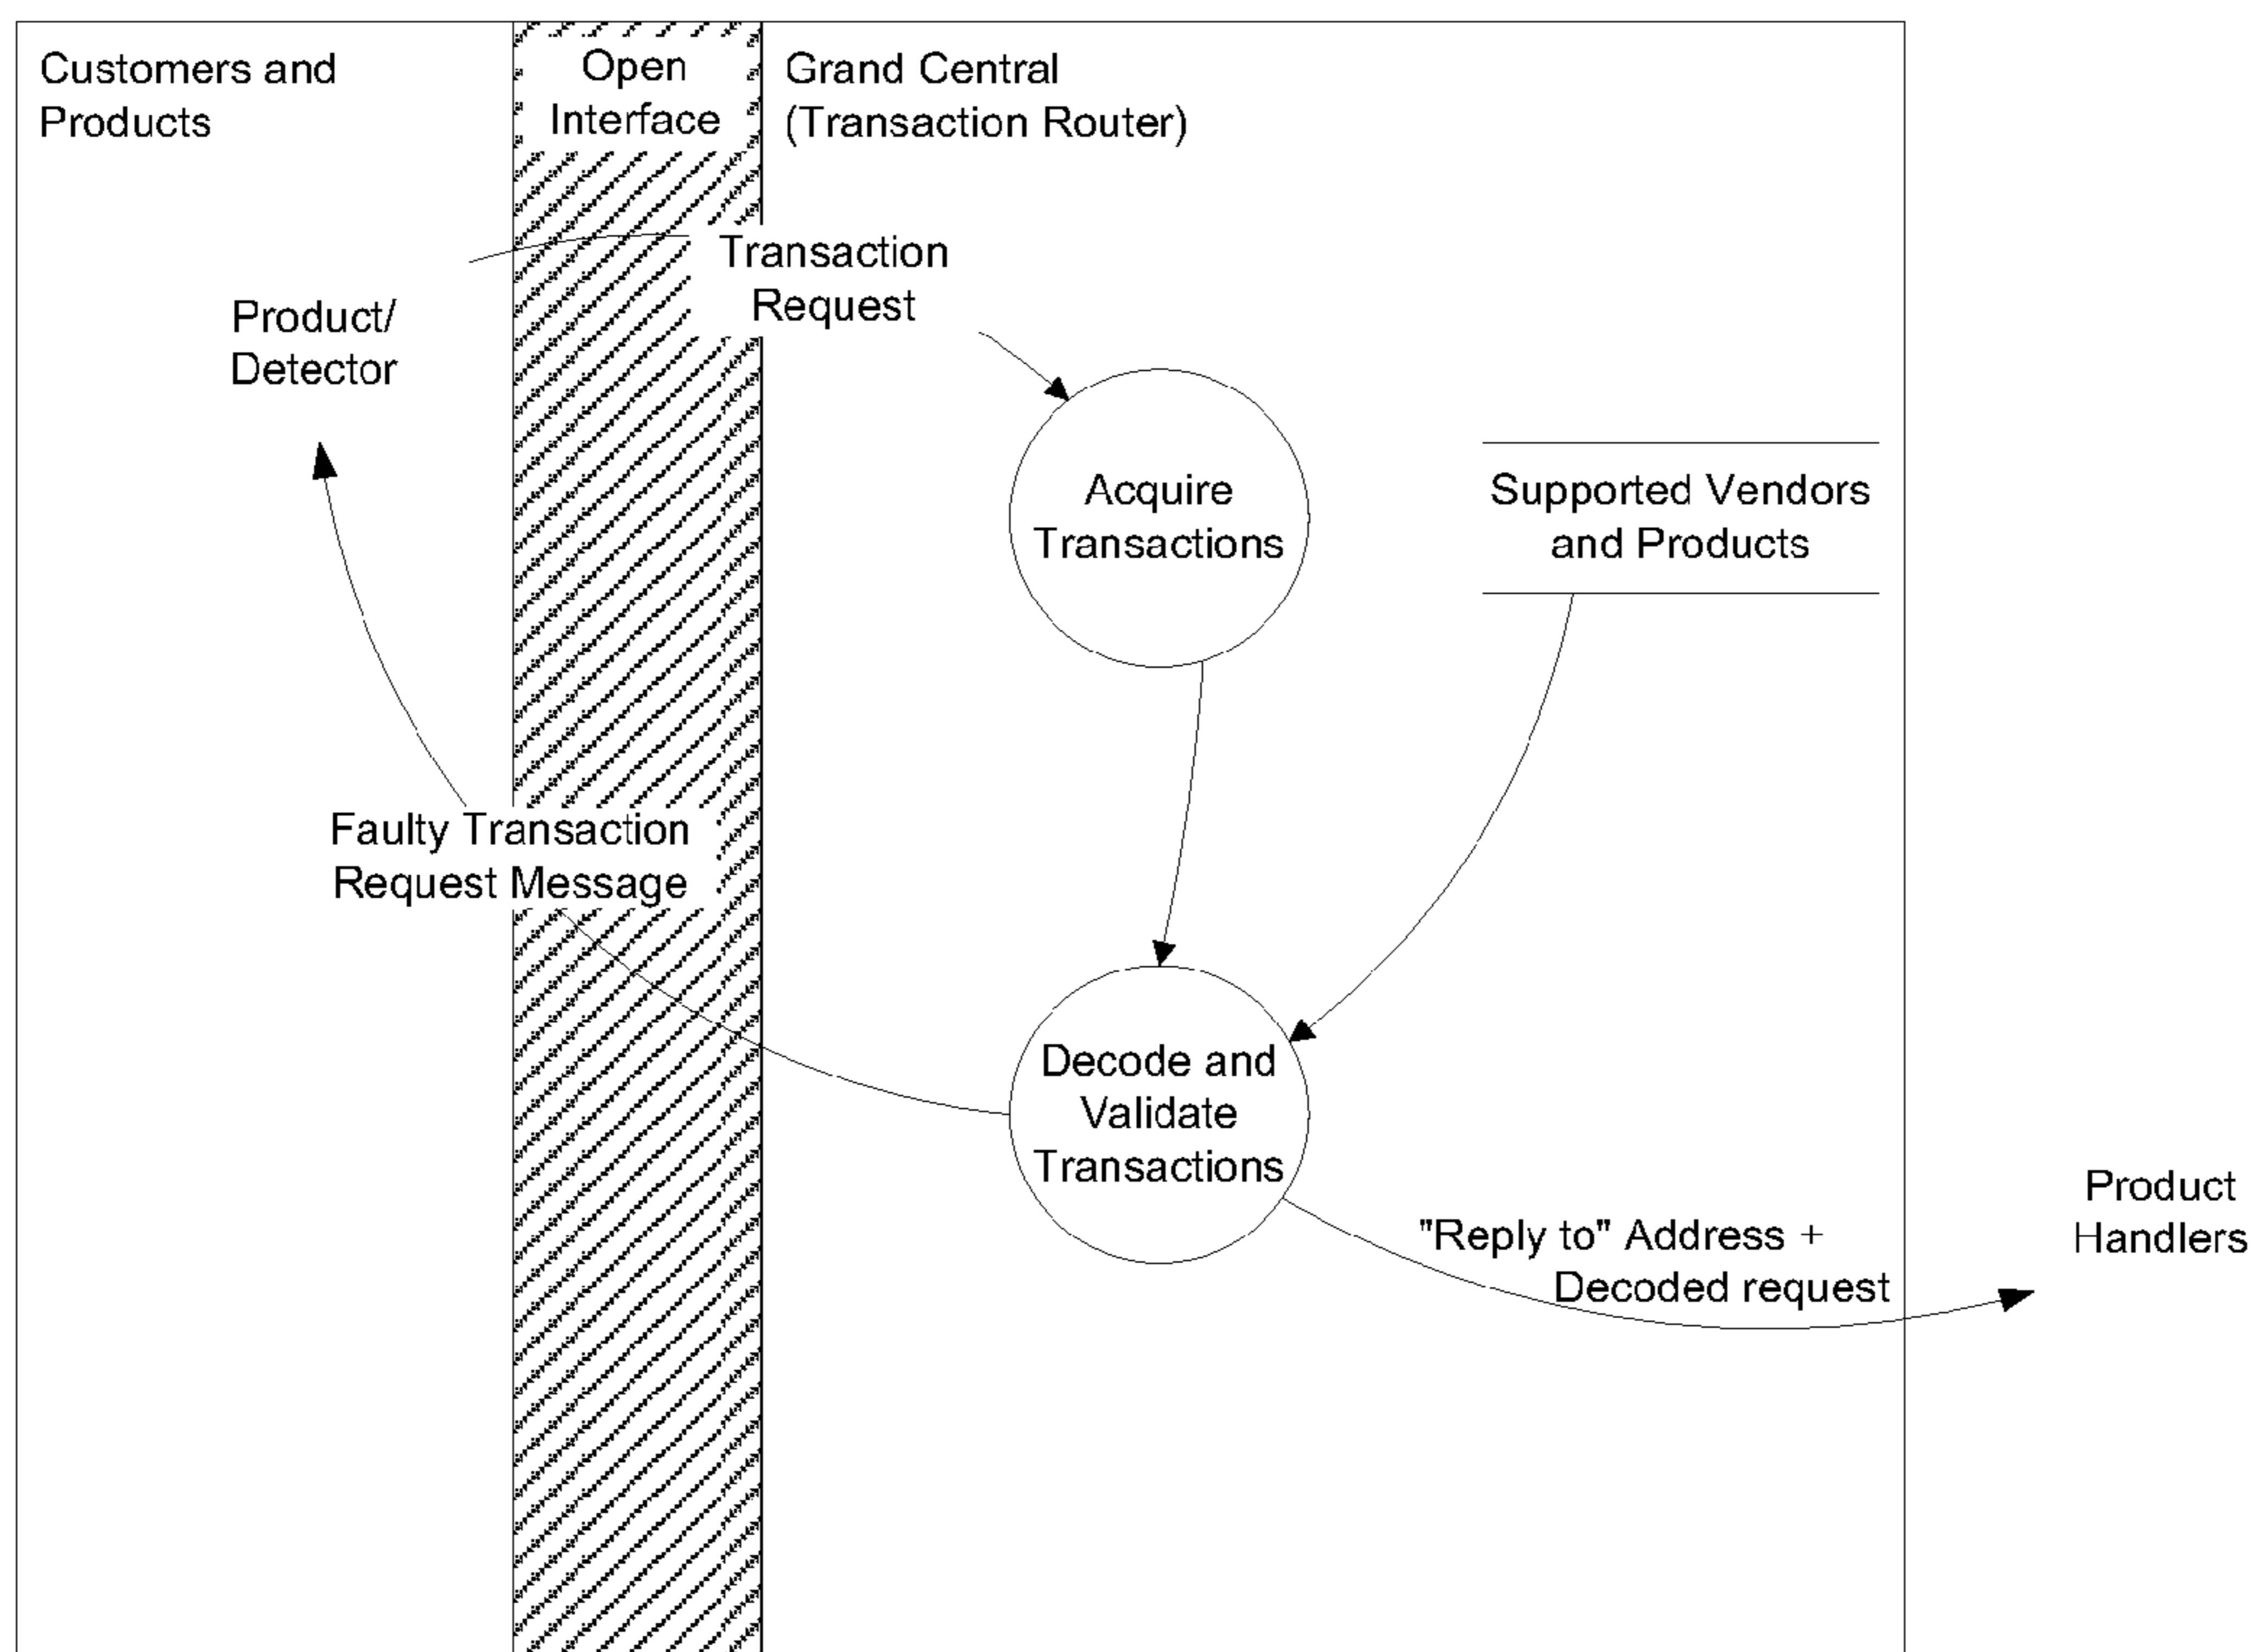 Customers and
Products
Open
Interface
Grand Central
(Transaction Router)
Transaction
Request
Product/
Detector
Acquire
Transactions
Supported Vendors
and Products
Faulty Transaction
Request Message
Decode and
Validate
Transactions
"Reply to" Address +
Decoded request
Product
Handlers